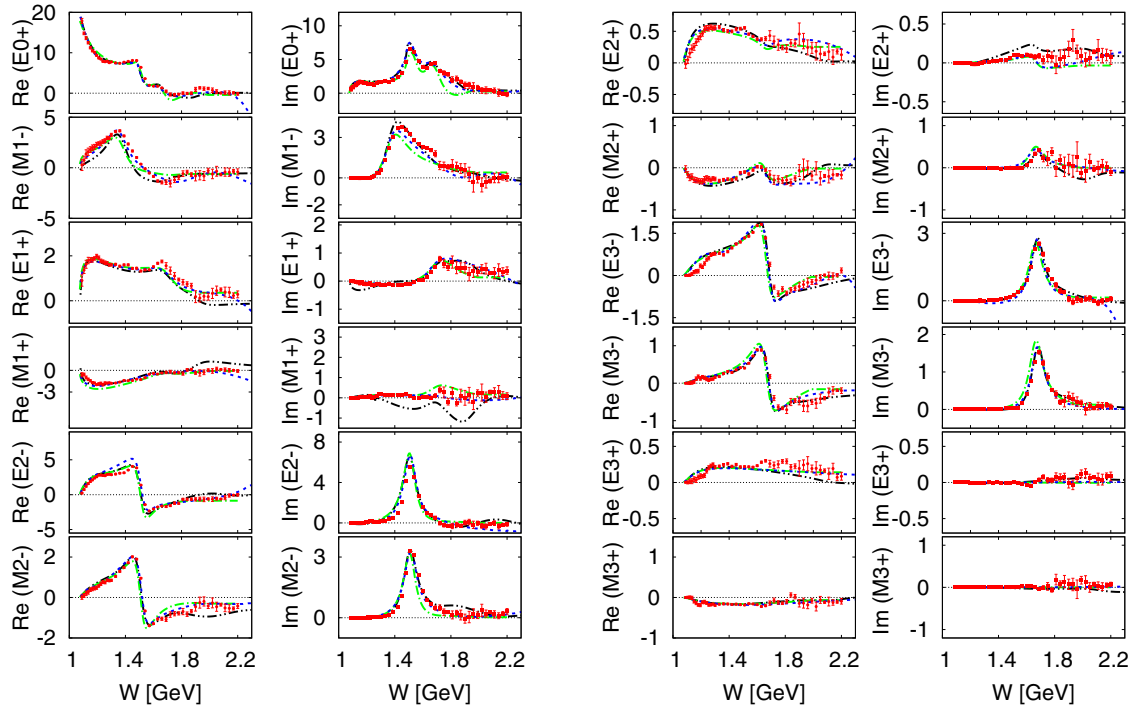 Re (E0+) 20 10 0 5
Im (E0+) 10 5 0
Re (E2+) 0.5 0 -0.5
Im (E2+) 0.5 0 -0.5
Re (M1-) 5 0 -5
Im (M1-) 3 0 -2
Re (M2+) 1 0 -1
Im (M2+) 1 0 -1
Re (E1+) 3 2 1 0
Im (E1+) 2 1 0 -1
Re (E3-) 1.5 0 -1.5
Im (E3-) 3 0
Re (M1+) 0 -3
Im (M1+) 3 2 1 0 -1
Re (M3-) 1 0 -1
Im (M3-) 2 1 0
Re (E2-) 5 0 -5
Im (E2-) 8 4 0
Re (E3+) 0.5 0 -0.5
Im (E3+) 0.5 0 -0.5
Re (M2-) 2 0 -2
Im (M2-) 3 0
Re (M3+) 1 0 -1
Im (M3+) 1 0 -1
1 1.4 1.8 2.2
1 1.4 1.8 2.2
1 1.4 1.8 2.2
1 1.4 1.8 2.2
W [GeV]
W [GeV]
W [GeV]
W [GeV]